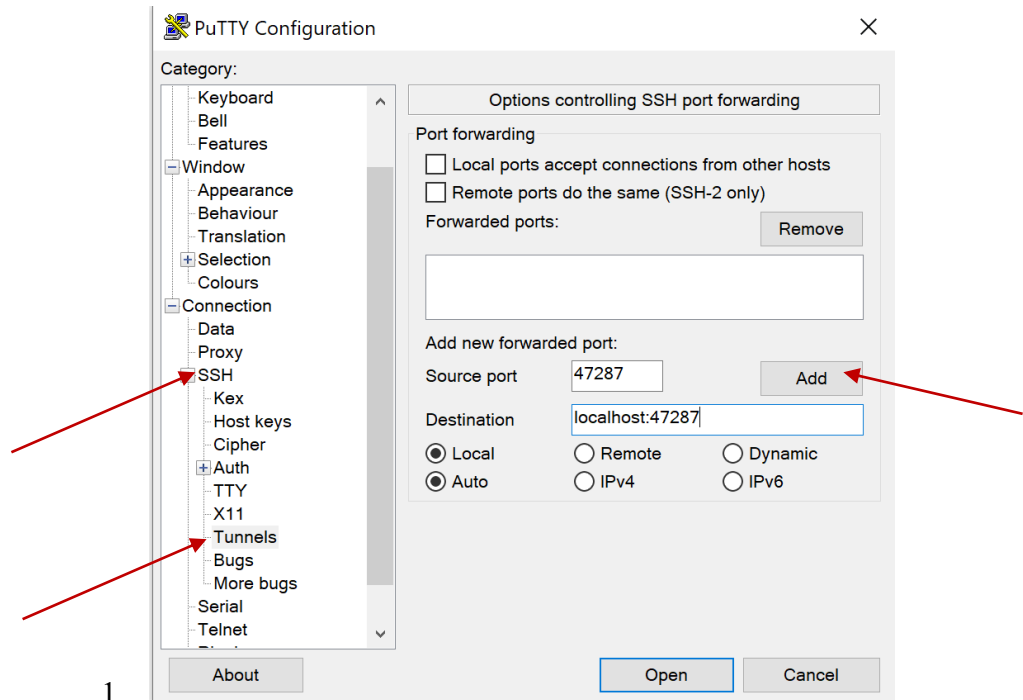 PuTTY Configuration
Category:
Keyboard
Bell
Features
Window
Appearance
Behaviour
Translation
Selection
Colours
Connection
Data
Proxy
SSH
Kex
Host keys
Cipher
Auth
TTY
X11
Tunnels
Bugs
More bugs
Serial
Telnet
Options controlling SSH port forwarding
Port forwarding
Local ports accept connections from other hosts
Remote ports do the same (SSH-2 only)
Forwarded ports:
Remove
Add new forwarded port:
Source port 47287 Add
Destination localhost:47287
Local Remote Dynamic
Auto IPv4 IPv6
About Open Cancel
1